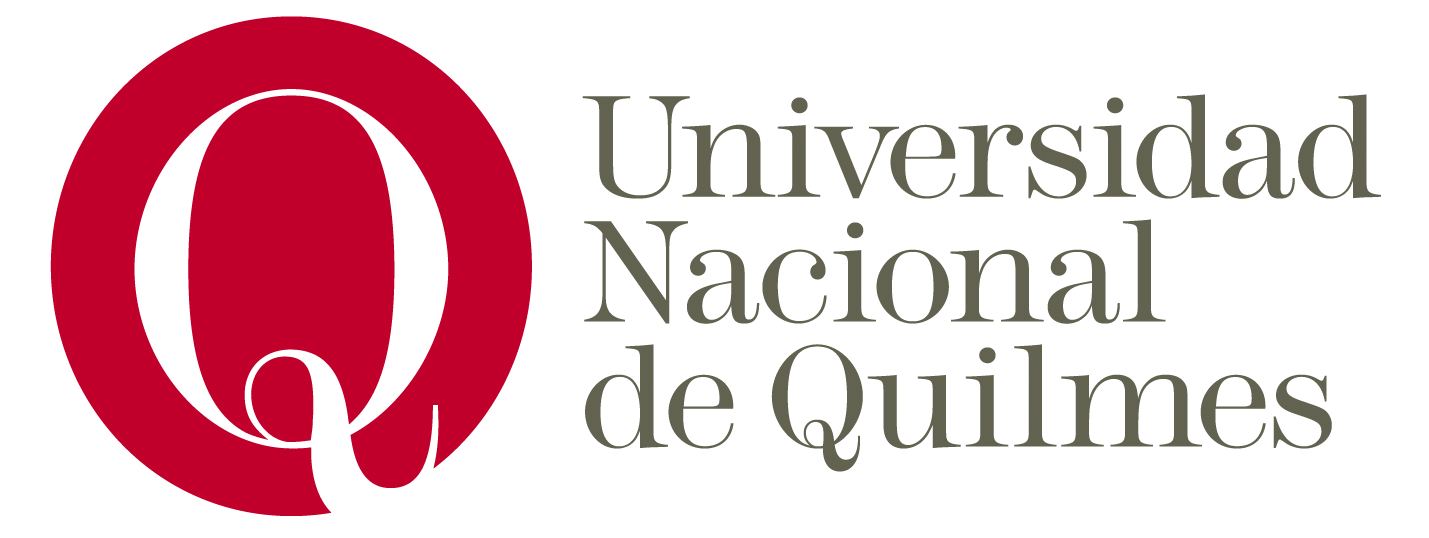 Q
Universidad
Nacional
de Quilmes